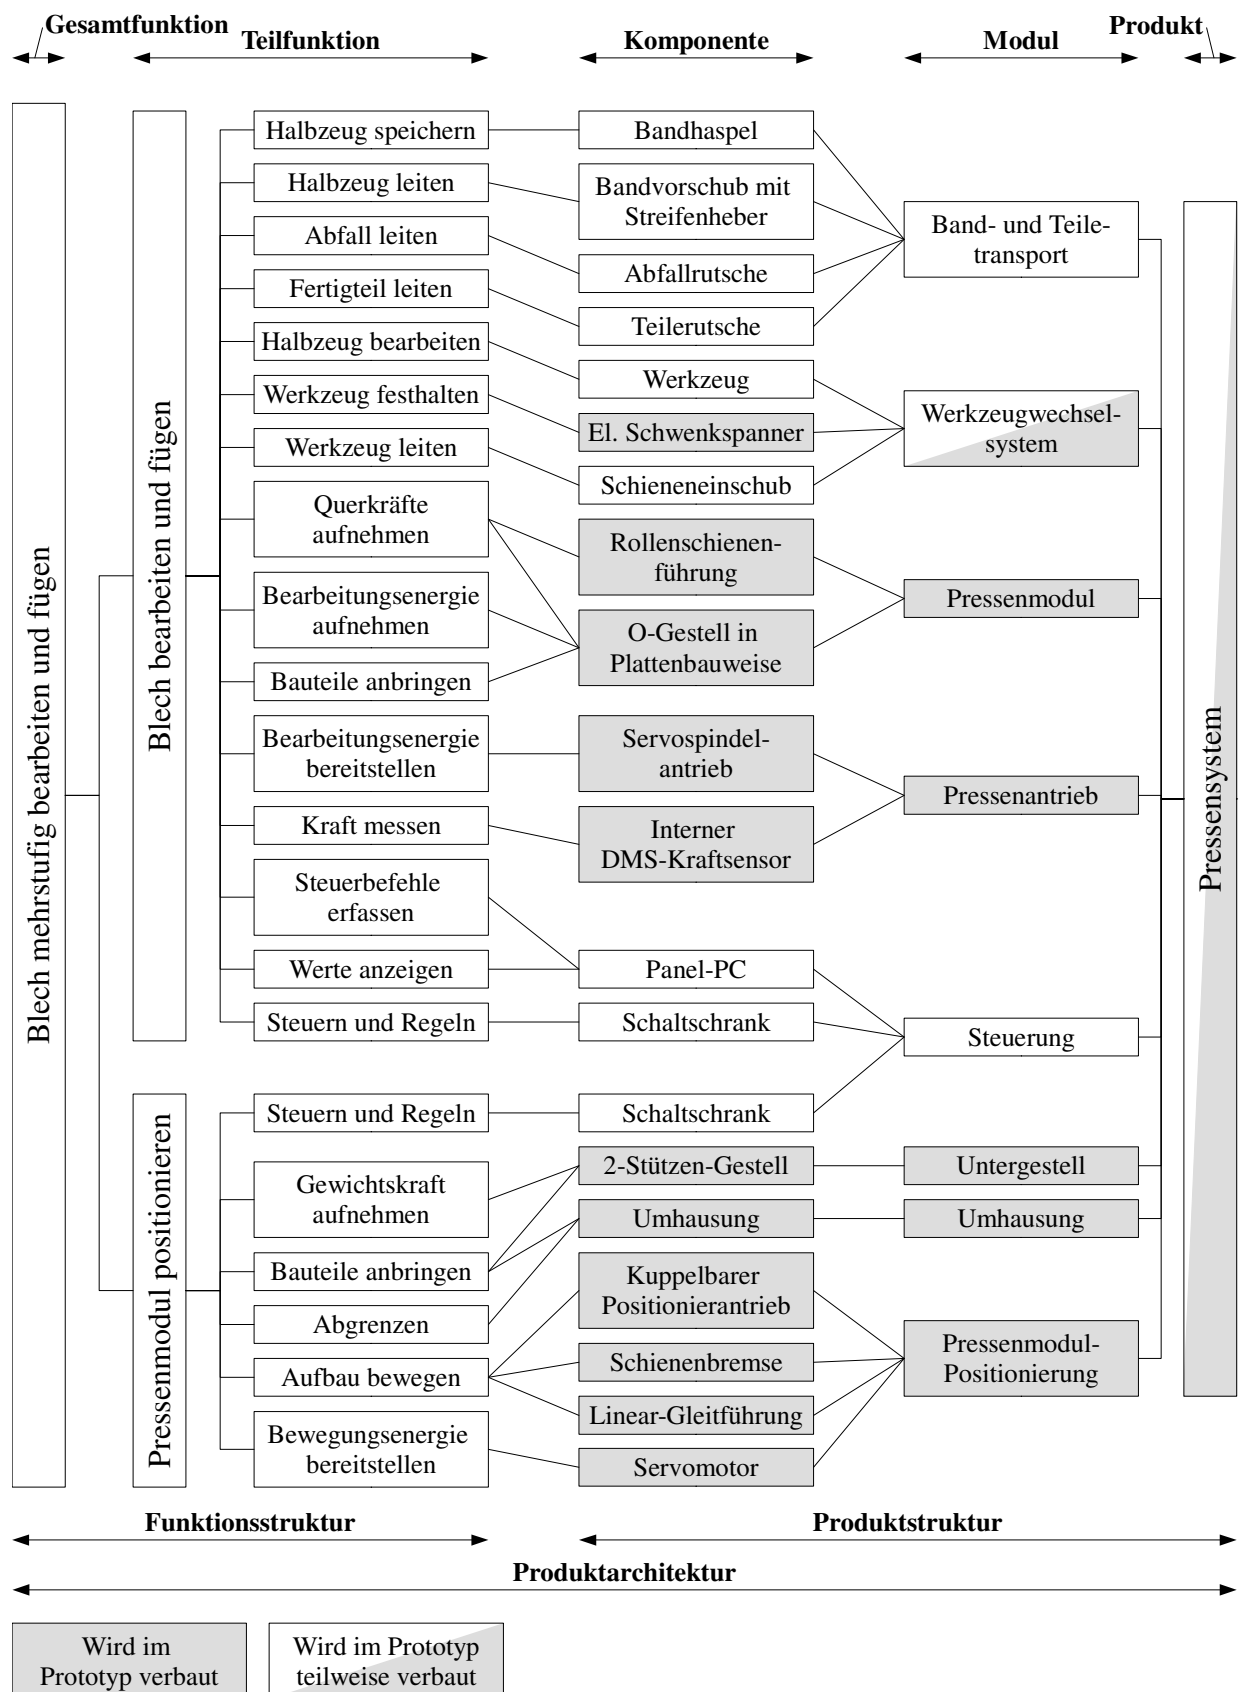 Gesamtfunktion
Teilfunktion
Komponente
Modul
Produkt
Blech mehrstufig bearbeiten und fügen
Blech bearbeiten und fügen
Halbzeug speichern
Halbzeug leiten
Abfall leiten
Fertigteil leiten
Halbzeug bearbeiten
Werkzeug festhalten
Werkzeug leiten
Querkräfte
aufnehmen
Bearbeitungsenergie
aufnehmen
Bauteile anbringen
Bearbeitungsenergie
bereitstellen
Kraft messen
Steuerbefehle
erfassen
Werte anzeigen
Steuern und Regeln
Pressenmodul positionieren
Steuern und Regeln
Gewichtskraft
aufnehmen
Bauteile anbringen
Abgrenzen
Aufbau bewegen
Bewegungsenergie
bereitstellen
Bandhaspel
Bandvorschub mit
Streifenheber
Abfallrutsche
Teilerutsche
Werkzeug
El. Schwenkspanner
Schieneneinschub
Rollenschienen-
führung
O-Gestell in
Plattenbauweise
Servospindel-
antrieb
Interner
DMS-Kraftsensor
Panel-PC
Schaltschrank
Schaltschrank
2-Stützen-Gestell
Umhausung
Kuppelbarer
Positionierantrieb
Schienenbremse
Linear-Gleitführung
Servomotor
Band- und Teile-
transport
Werkzeugwechsel-
system
Pressenmodul
Pressenantrieb
Steuerung
Untergestell
Umhausung
Pressenmodul-
Positionierung
Pressensystem
Funktionsstruktur
Produktstruktur
Produktarchitektur
Wird im
Prototyp verbaut
Wird im Prototyp
teilweise verbaut